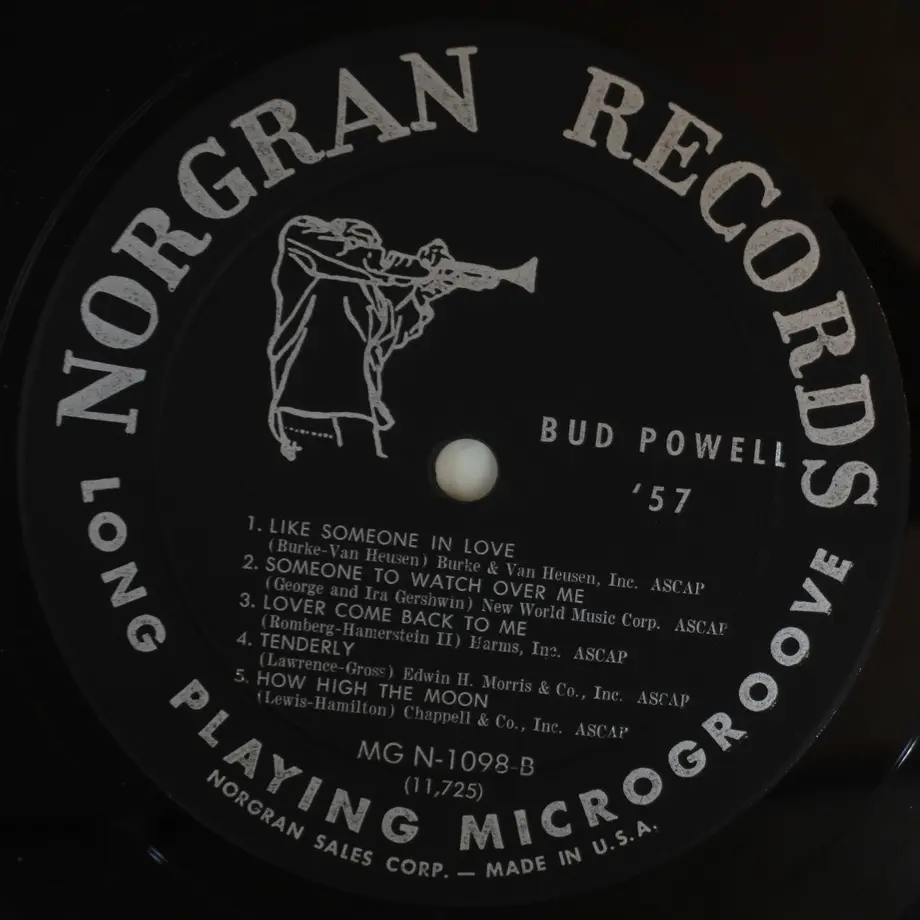 NORGRAN RECORDS
BUD POWELL
'57
1. LIKE SOMEONE IN LOVE
(Burke-Van Heusen) Burke & Van Heusen, Inc. ASCAP
2. SOMEONE TO WATCH OVER ME
(George and Ira Gershwin) New World Music Corp. ASCAP
3. LOVER COME BACK TO ME
(Romberg-Hamerstein II) Harms, Inc. ASCAP
4. TENDERLY
(Lawrence-Gross) Edwin H. Morris & Co., Inc. ASCAP
5. HOW HIGH THE MOON
(Lewis-Hamilton) Chappell & Co., Inc. ASCAP
MG N-1098-B
(11,725)
LONG PLAYING MICROGROOVE
NORGRAN SALES CORP. — MADE IN U.S.A.